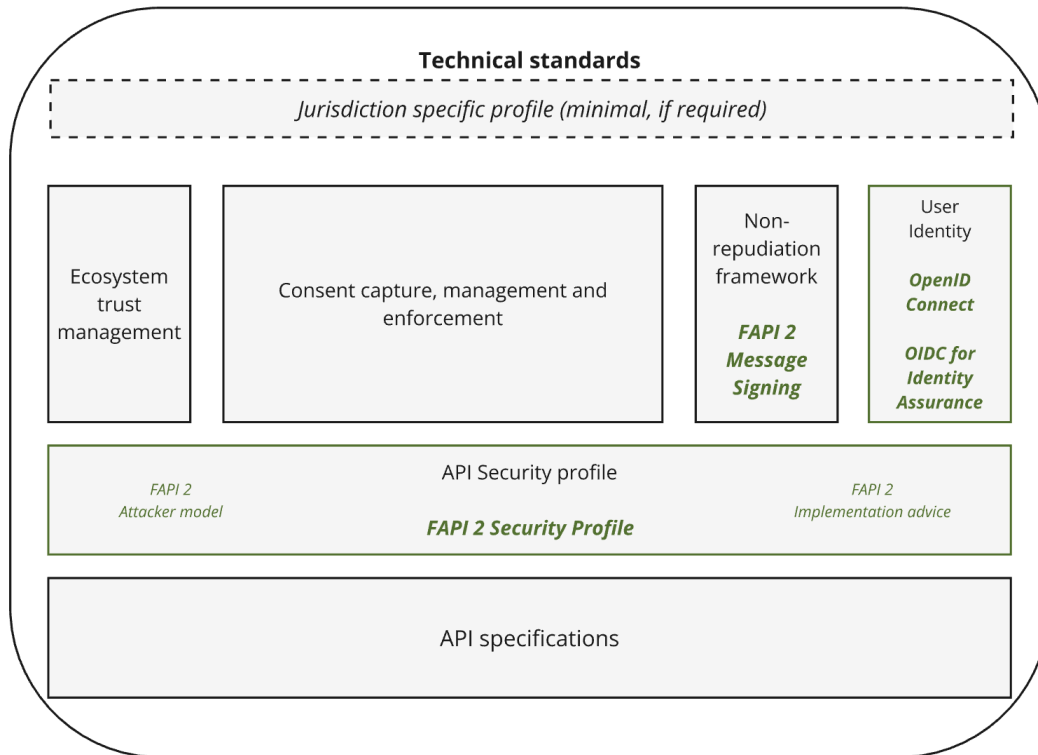 Technical standards
Jurisdiction specific profile (minimal, if required)
Ecosystem
trust
management
Consent capture, management and
enforcement
Non-
repudiation
framework
FAPI 2
Message
Signing
User
Identity
OpenID
Connect
OIDC for
Identity
Assurance
API Security profile
FAPI 2
Attacker model
FAPI 2 Security Profile
FAPI 2
Implementation advice
API specifications